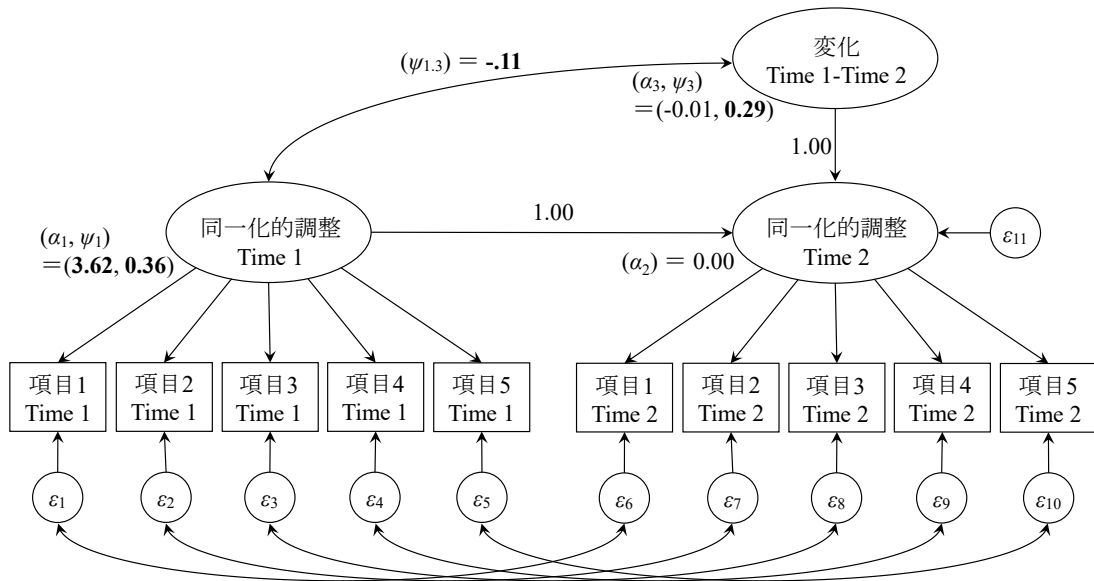 変化
Time 1-Time 2
(ψ1.3) = -.11
(α3, ψ3)
=(-0.01, 0.29)
1.00
同一化的調整
Time 1
1.00
同一化的調整
Time 2
ε11
(α1, ψ1)
=(3.62, 0.36)
(α2) = 0.00
項目1
Time 1
項目2
Time 1
項目3
Time 1
項目4
Time 1
項目5
Time 1
項目1
Time 2
項目2
Time 2
項目3
Time 2
項目4
Time 2
項目5
Time 2
ε1
ε2
ε3
ε4
ε5
ε6
ε7
ε8
ε9
ε10